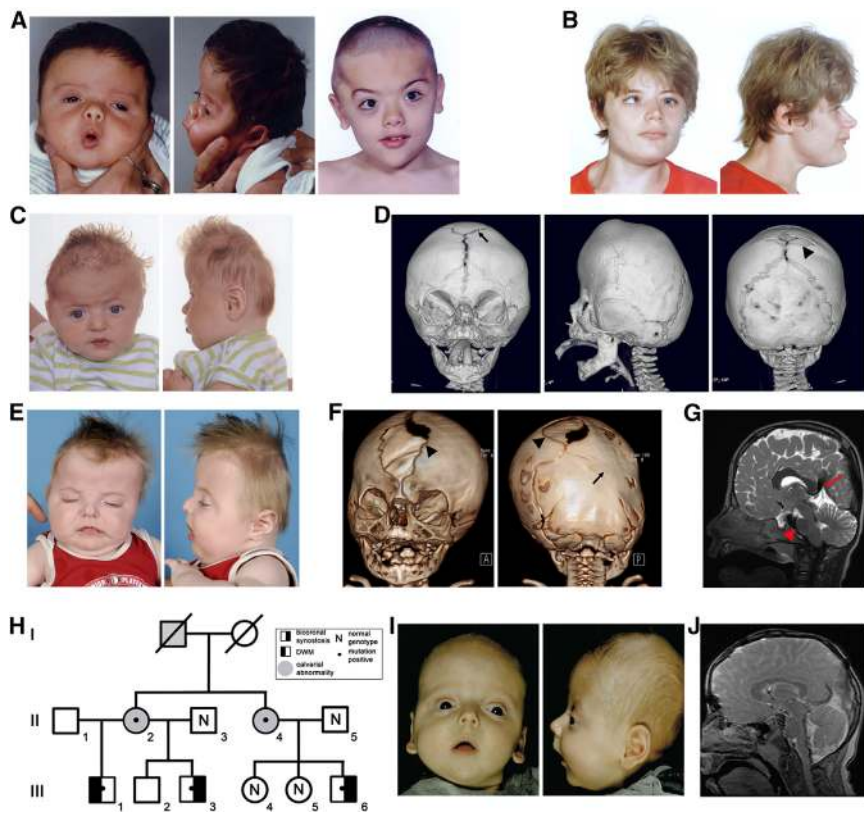 A
B
C
D
E
F
G
A
P
H
I
II
III
bicoronal synostosis
DWM
calvarial abnormality
N normal genotype
mutation positive
1
2
N
3
4
N
5
1
2
3
N
4
N
5
6
I
J